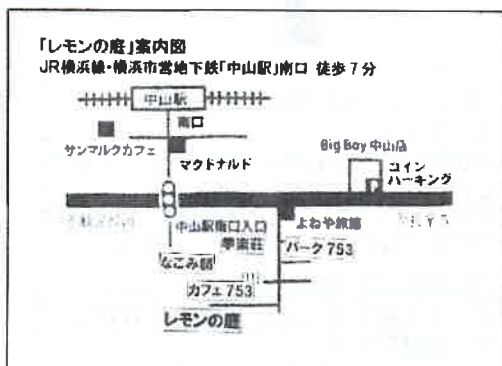 「レモンの庭」案内図
JR横浜線・横浜市営地下鉄「中山駅」南口 徒歩7分
中山駅
南口
サンマルクカフェ
マクドナルド
Big Boy 中山店
コイン
パーキング
中山駅南口入口
よねや旅館
パーク753
なごみ邸
カフェ753
レモンの庭